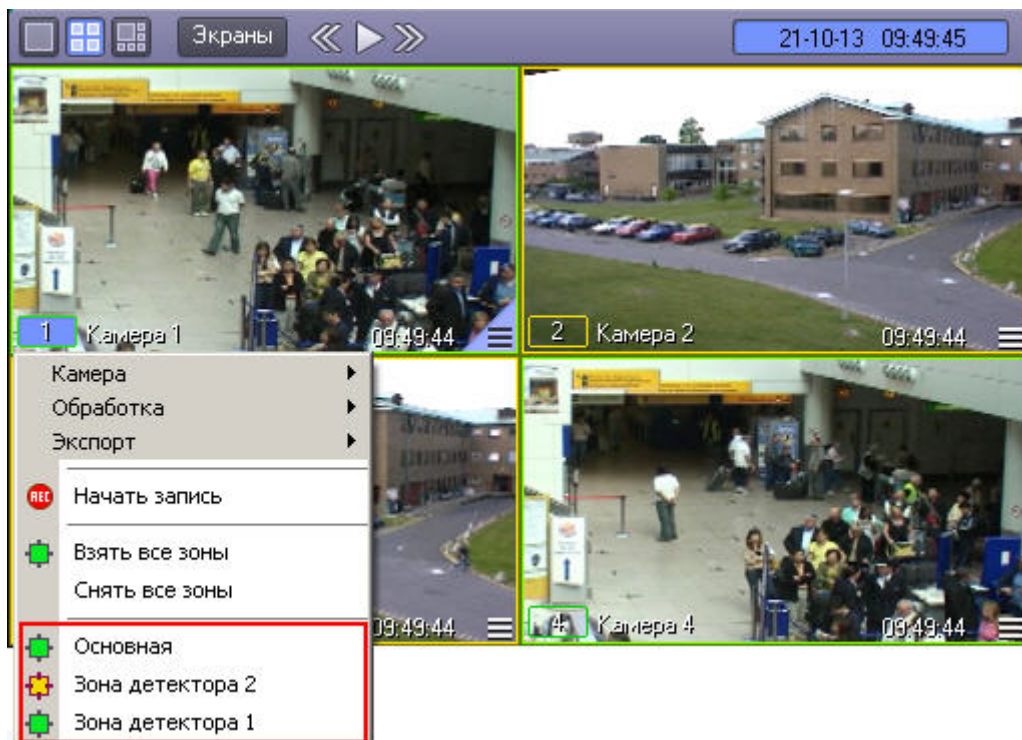 Экраны
21-10-13 09:49:45
1 Камера 1 09:49:44
2 Камера 2 09:49:44
Камера
Обработка
Экспорт
REC Начать запись
Взять все зоны
Снять все зоны
09:49:44
4 Камера 4 09:49:44
Основная
Зона детектора 2
Зона детектора 1